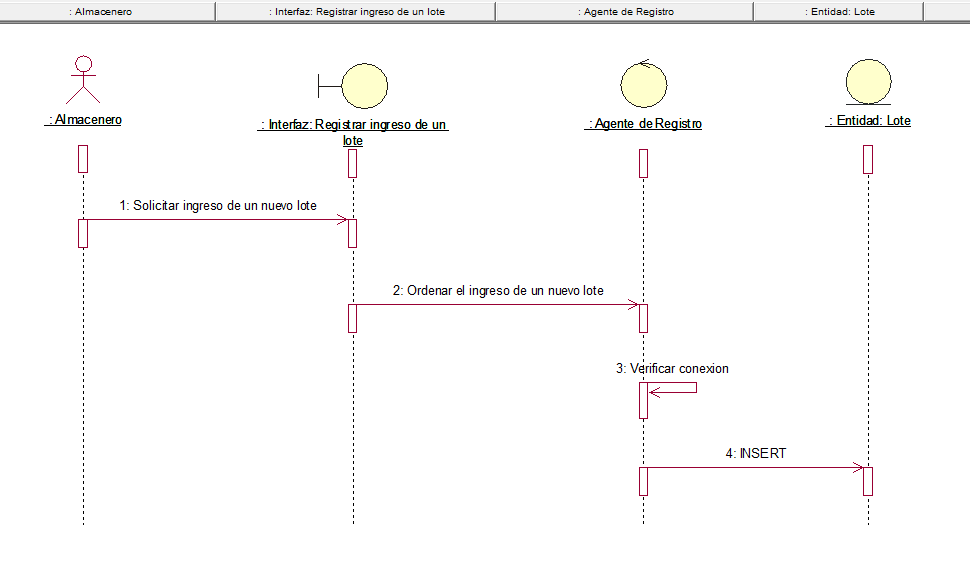 : Almacenero
: Interfaz: Registrar ingreso de un lote
: Agente de Registro
: Entidad: Lote
: Almacenero
: Interfaz: Registrar ingreso de un
lote
: Agente de Registro
: Entidad: Lote
1: Solicitar ingreso de un nuevo lote
2: Ordenar el ingreso de un nuevo lote
3: Verificar conexion
4: INSERT